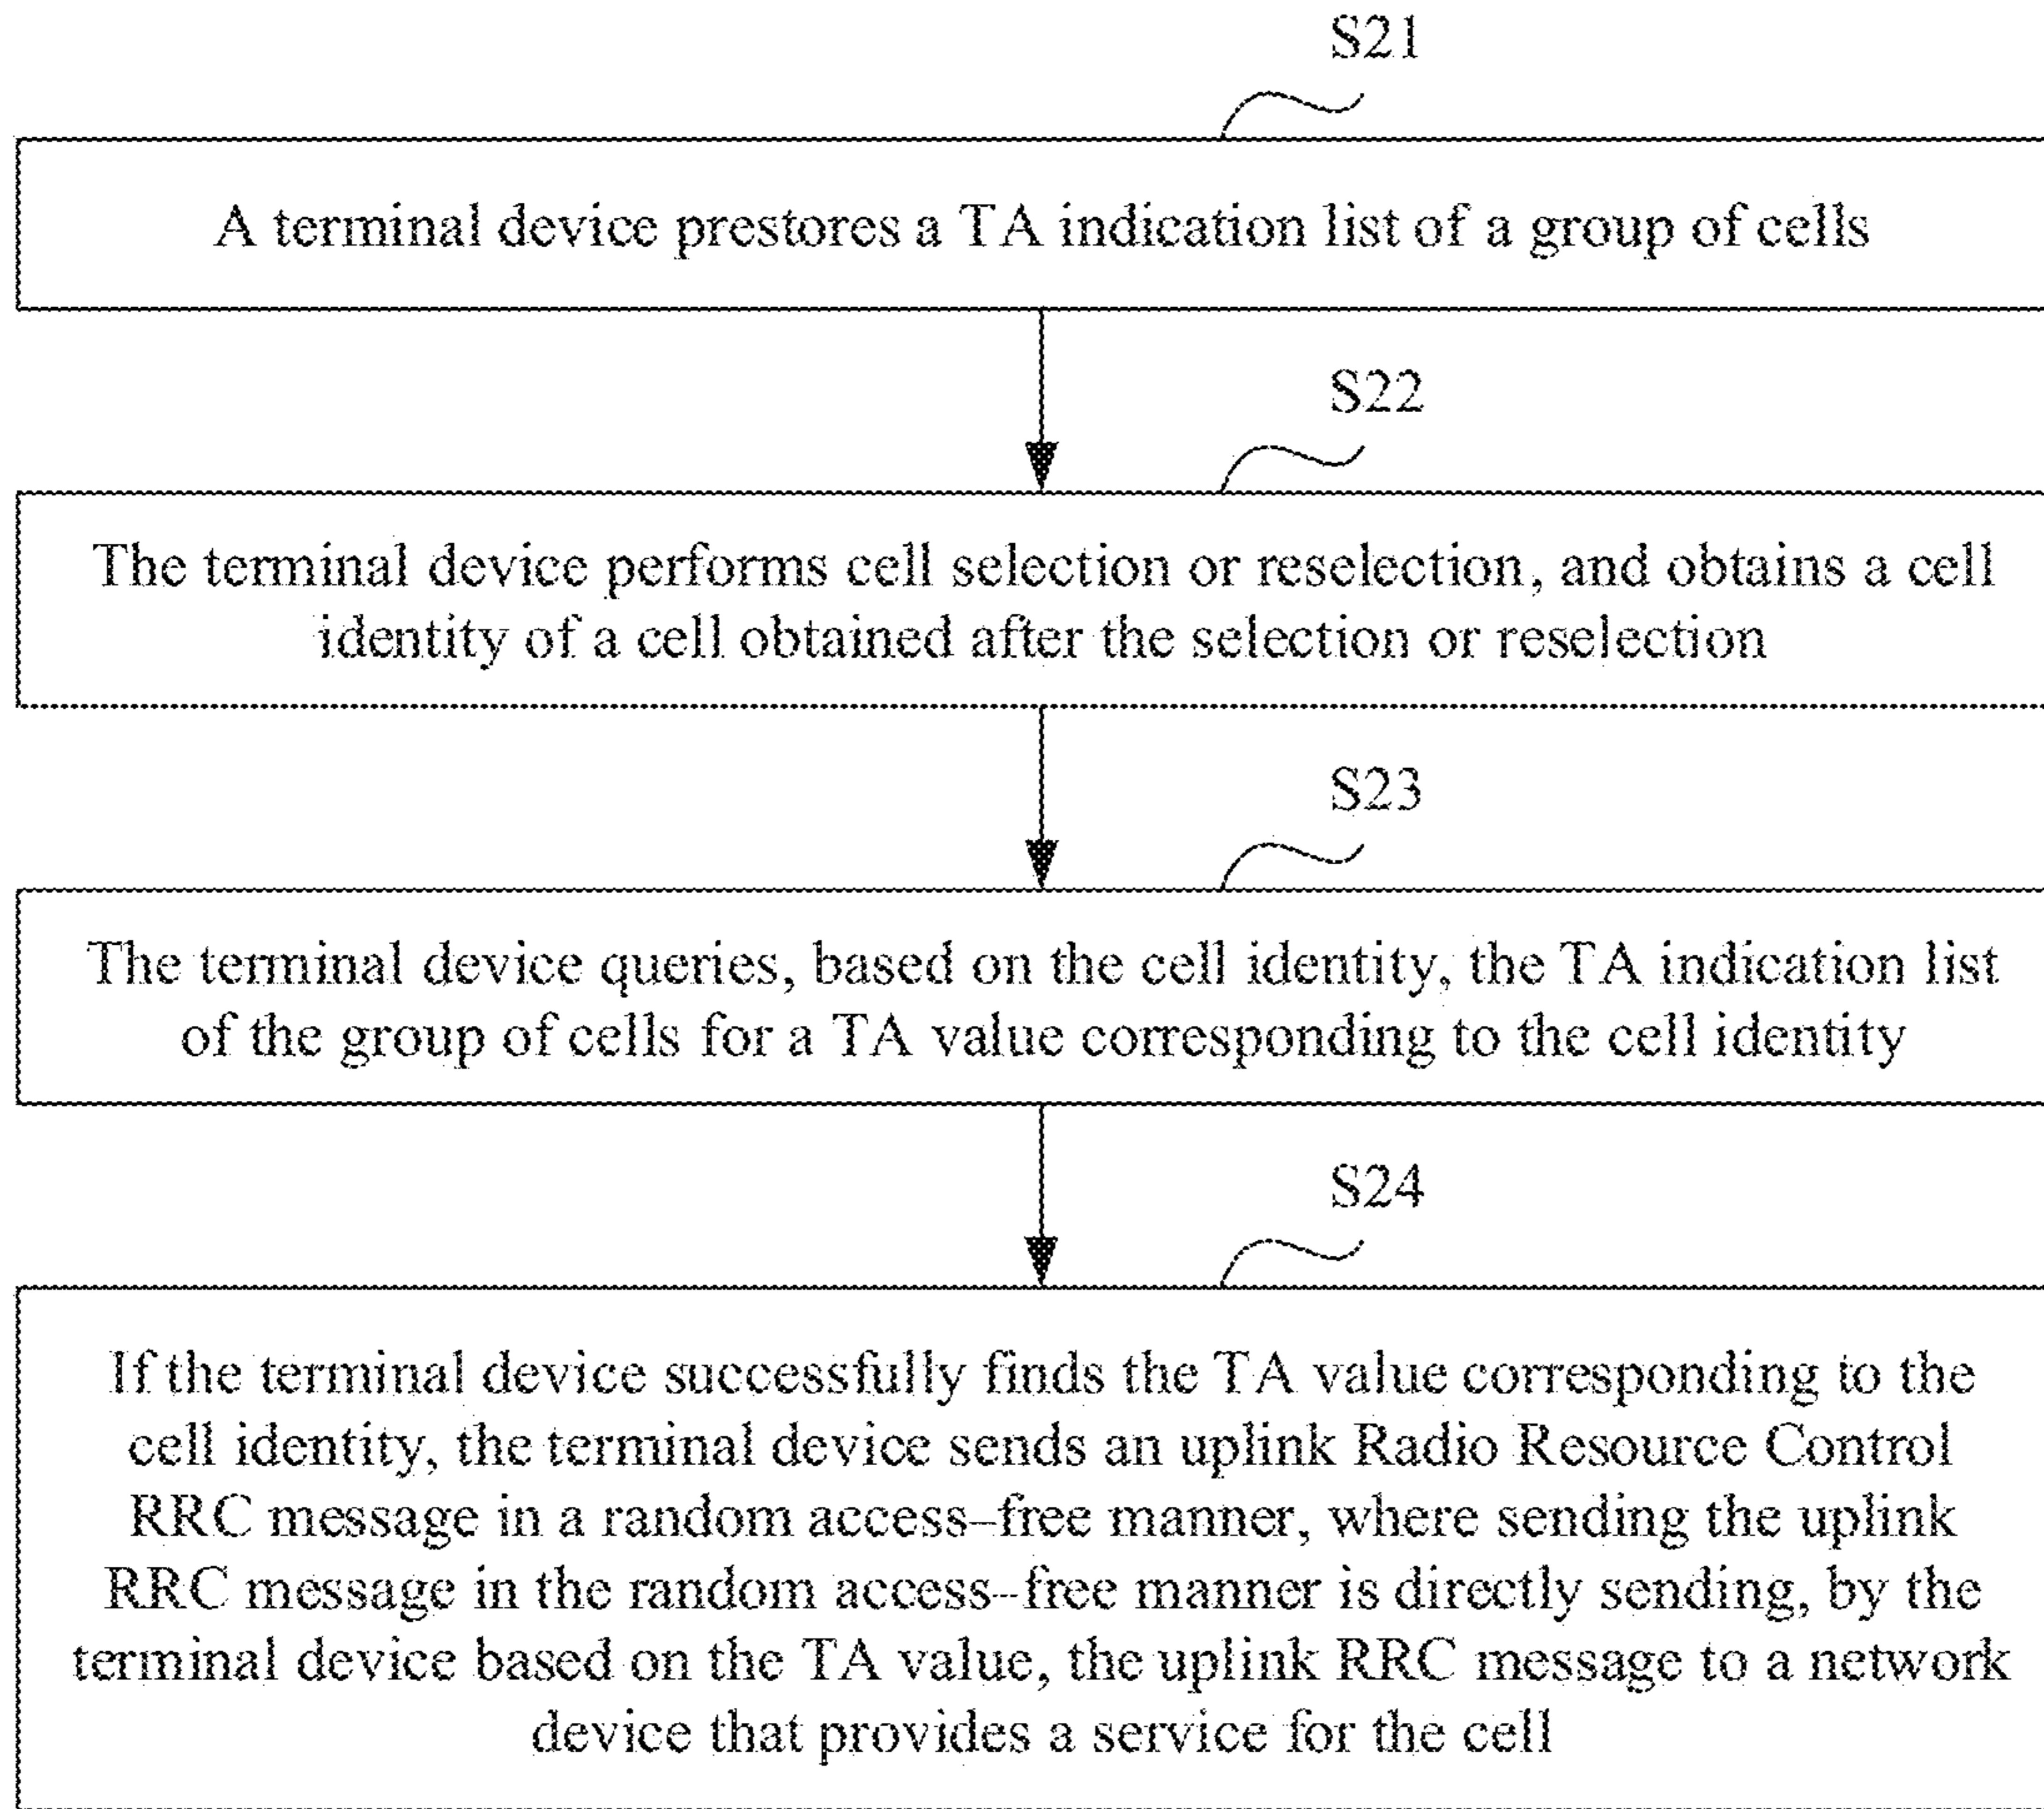 S21
A terminal device prestores a TA indication list of a group of cells
S22
The terminal device performs cell selection or reselection, and obtains a cell
identity of a cell obtained after the selection or reselection
S23
The terminal device queries, based on the cell identity, the TA indication list
of the group of cells for a TA value corresponding to the cell identity
S24
If the terminal device successfully finds the TA value corresponding to the
cell identity, the terminal device sends an uplink Radio Resource Control
RRC message in a random access–free manner, where sending the uplink
RRC message in the random access–free manner is directly sending, by the
terminal device based on the TA value, the uplink RRC message to a network
device that provides a service for the cell